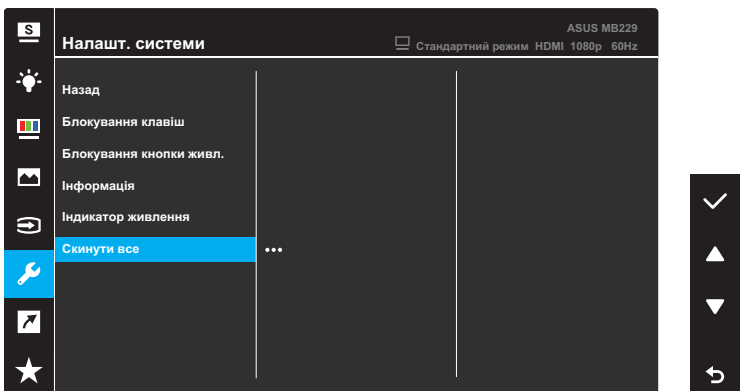 S
ASUS MB229
Налашт. системи
Стандартний режим HDMI 1080p 60Hz
Назад
Блокування клавіш
Блокування кнопки живл.
Інформація
Індикатор живлення
Скинути все
•••